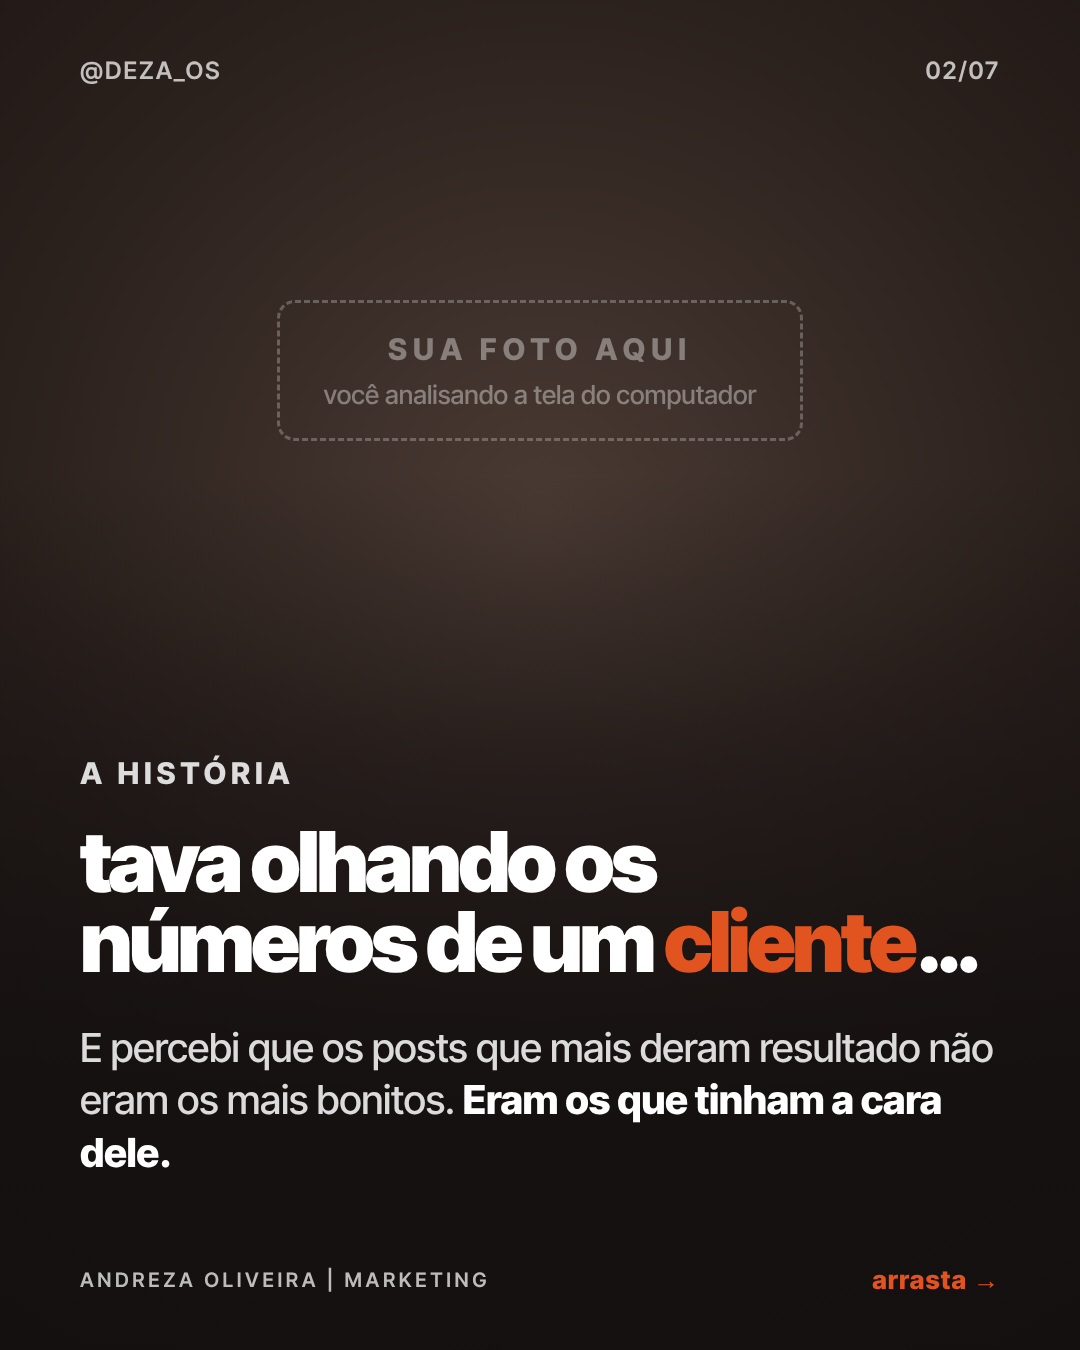 @DEZA_OS
02/07
SUA FOTO AQUI
você analisando a tela do computador
A HISTÓRIA
tava olhando os
números de um cliente...
E percebi que os posts que mais deram resultado não
eram os mais bonitos. Eram os que tinham a cara
dele.
ANDREZA OLIVEIRA | MARKETING
arrasta →